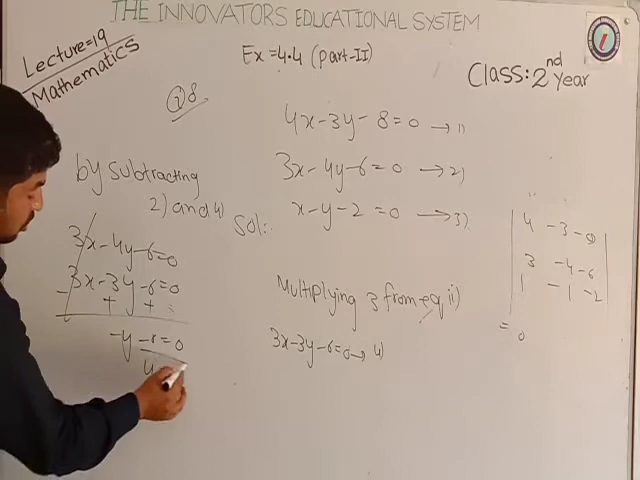 THE INNOVATORS EDUCATIONAL SYSTEM
Lecture=19
Mathematics
Ex=4.4 (Part-II)
Class: 2nd year
Q8
4x-3y-8=0 → 1)
3x-4y-6=0 → 2)
x-y-2=0 → 3)
Sol:
by subtracting
2) and 4)
3x-4y-6=0
-3x-3y-6=0
+ +
-y
=0
Multiplying 3 from eq ii)
3x-3y-6=0→ 4)
4 -3 -8
3 -4 -6
1 -1 -2
= 0